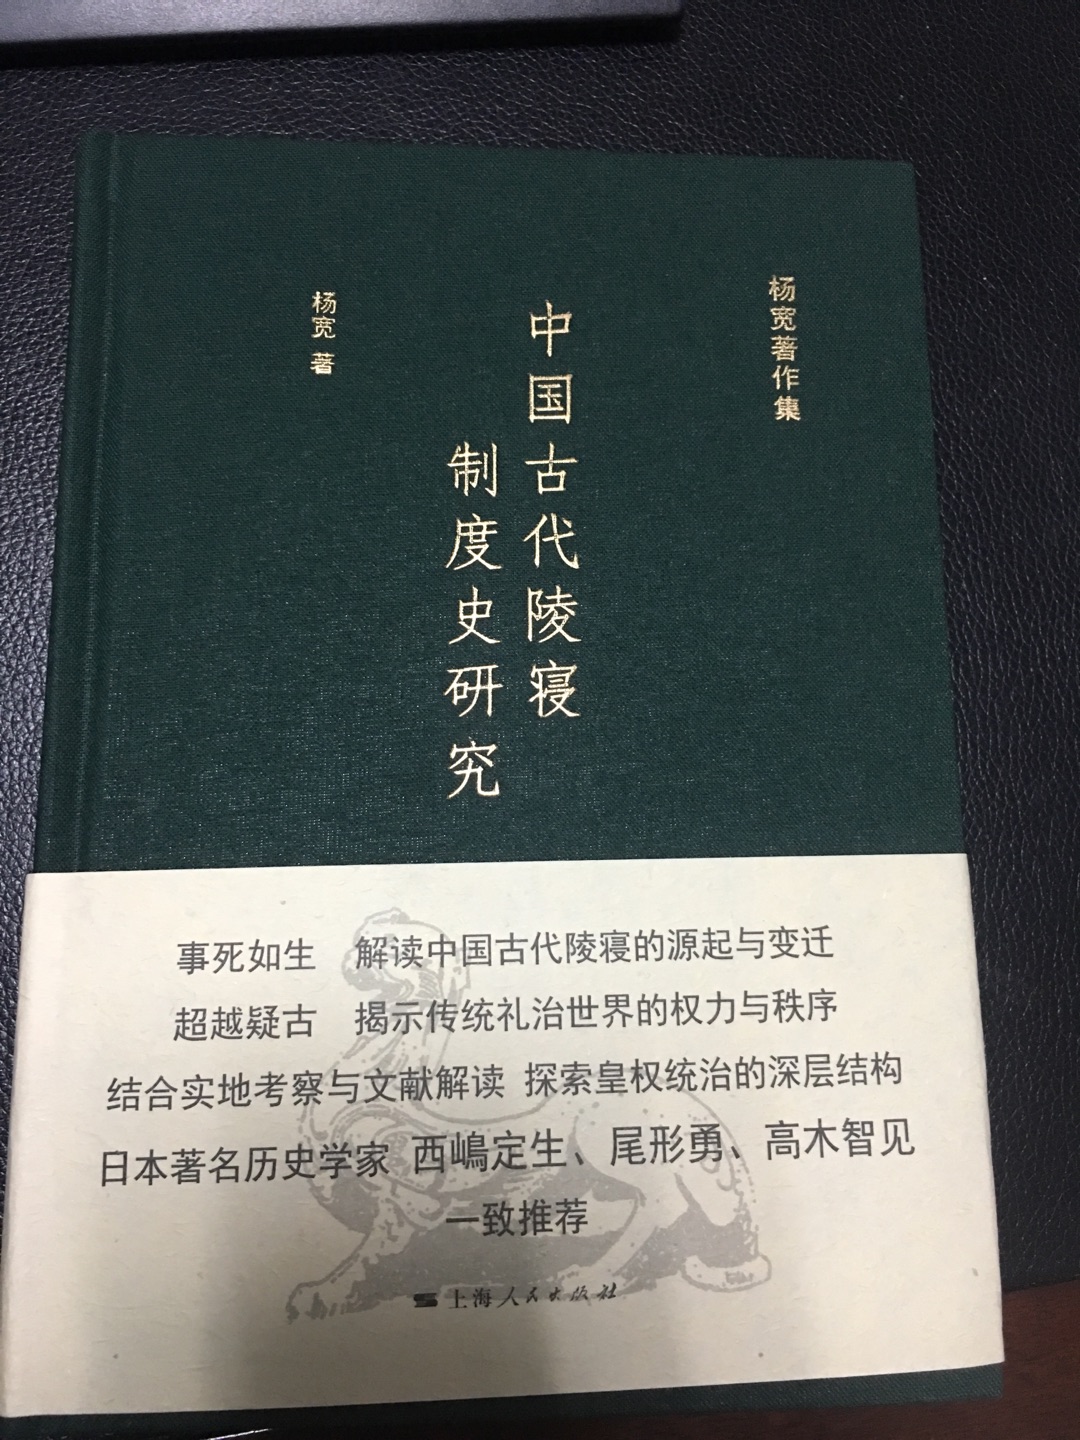 杨宽著作集
中国古代陵寝
制度史研究
杨宽 著
事死如生 解读中国古代陵寝的源起与变迁
超越疑古 揭示传统礼治世界的权力与秩序
结合实地考察与文献解读 探索皇权统治的深层结构
日本著名历史学家 西嶋定生、尾形勇、高木智见
一致推荐
上海人民出版社